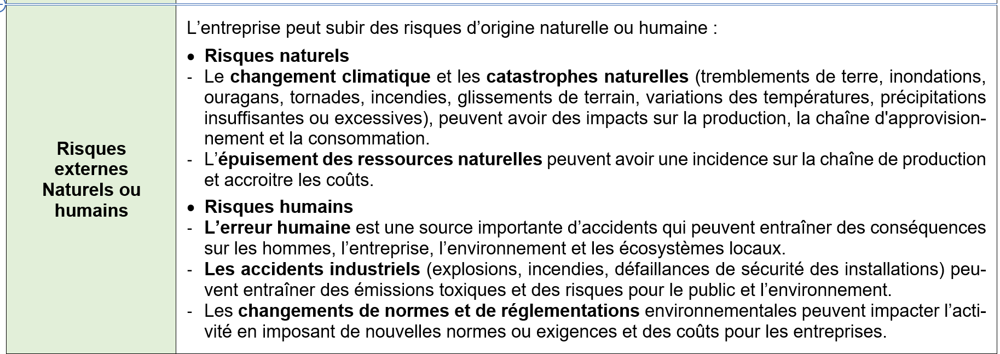 L’entreprise peut subir des risques d’origine naturelle ou humaine :
• Risques naturels
- Le changement climatique et les catastrophes naturelles (tremblements de terre, inondations,
ouragans, tornades, incendies, glissements de terrain, variations des températures, précipitations
insuffisantes ou excessives), peuvent avoir des impacts sur la production, la chaîne d'approvision-
nement et la consommation.
- L’épuisement des ressources naturelles peuvent avoir une incidence sur la chaîne de production
et accroitre les coûts.
• Risques humains
- L’erreur humaine est une source importante d’accidents qui peuvent entraîner des conséquences
sur les hommes, l’entreprise, l’environnement et les écosystèmes locaux.
- Les accidents industriels (explosions, incendies, défaillances de sécurité des installations) peu-
vent entraîner des émissions toxiques et des risques pour le public et l’environnement.
- Les changements de normes et de réglementations environnementales peuvent impacter l’acti-
vité en imposant de nouvelles normes ou exigences et des coûts pour les entreprises.
Risques
externes
Naturels ou
humains